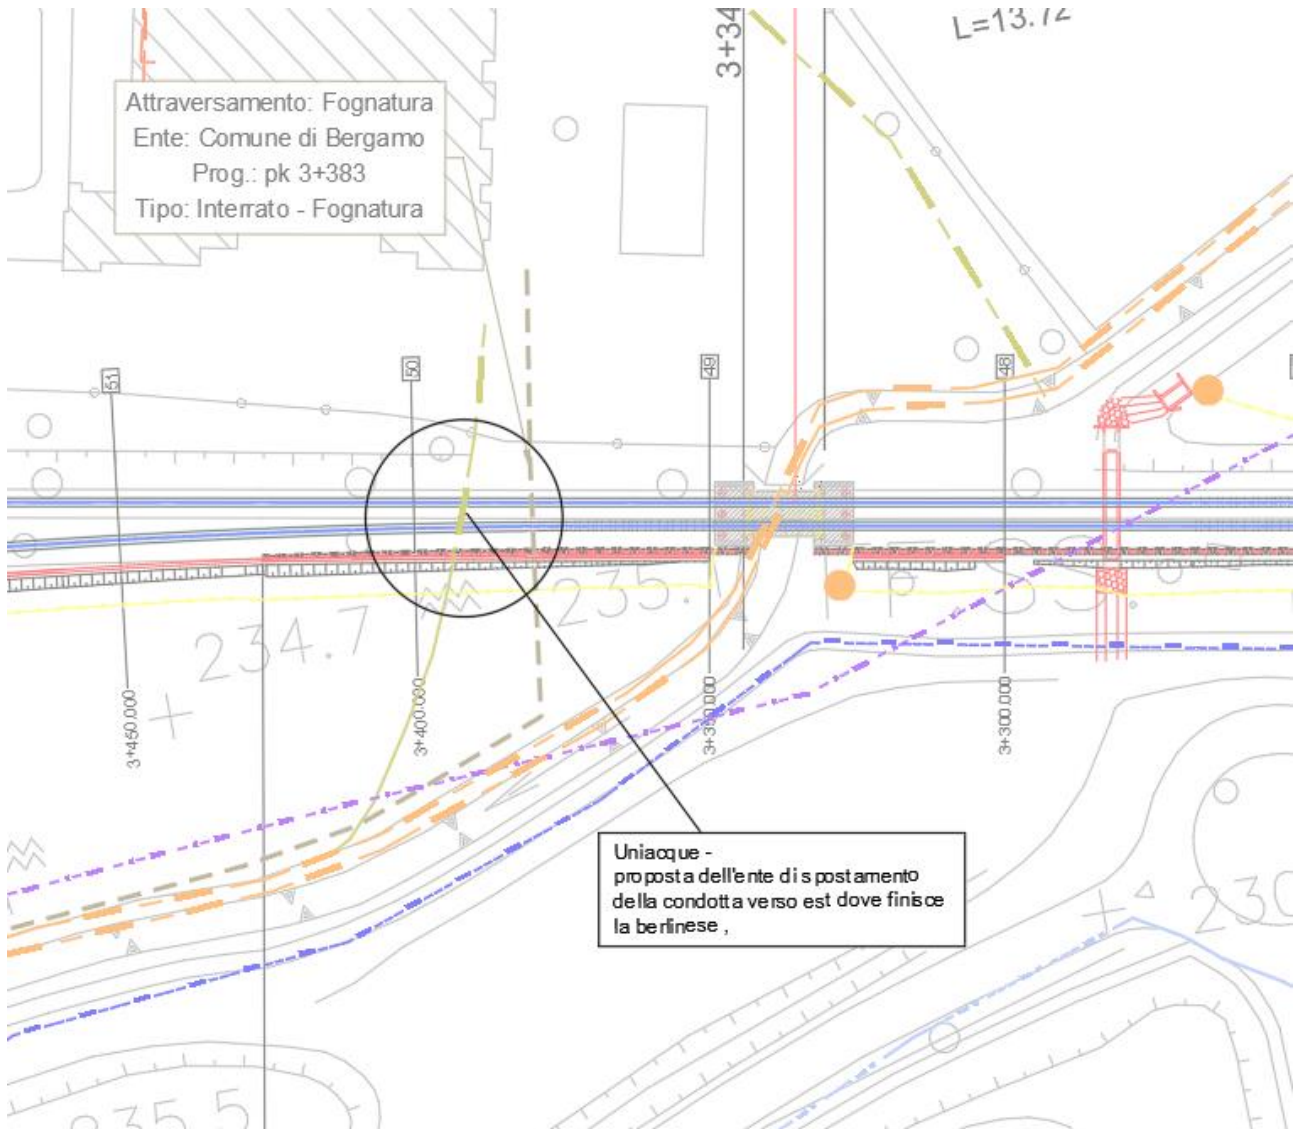 3+34
L=13.72
Attraversamento: Fognatura
Ente: Comune di Bergamo
Prog.: pk 3+383
Tipo: Interrato - Fognatura
51
50
49
48
234.7
235.
3+450.000
3+400.000
3+350.000
3+300.000
Uniacque -
proposta dell'ente di spostamento
della condotta verso est dove finisce
la berlinese ,
230
235.5